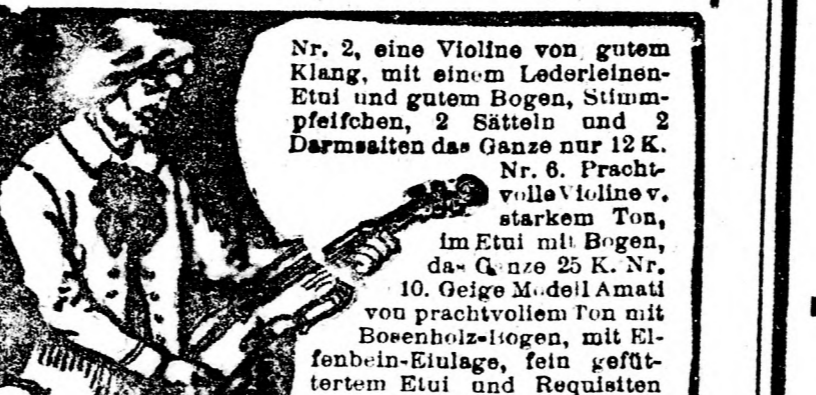 Nr. 2, eine Violine von gutem
Klang, mit einem Lederleinen-
Etui und gutem Bogen, Stimm-
pfeifchen, 2 Sätteln und 2
Darmsaiten das Ganze nur 12 K.
Nr. 6. Pracht-
volle Violine v.
starkem Ton,
im Etui mit Bogen,
das Ganze 25 K. Nr.
10. Geige Modell Amati
von prachtvollem Ton mit
Bosenholz-Bogen, mit El-
fenbein-Eiulage, fein gefüt-
tertem Etui und Requisiten